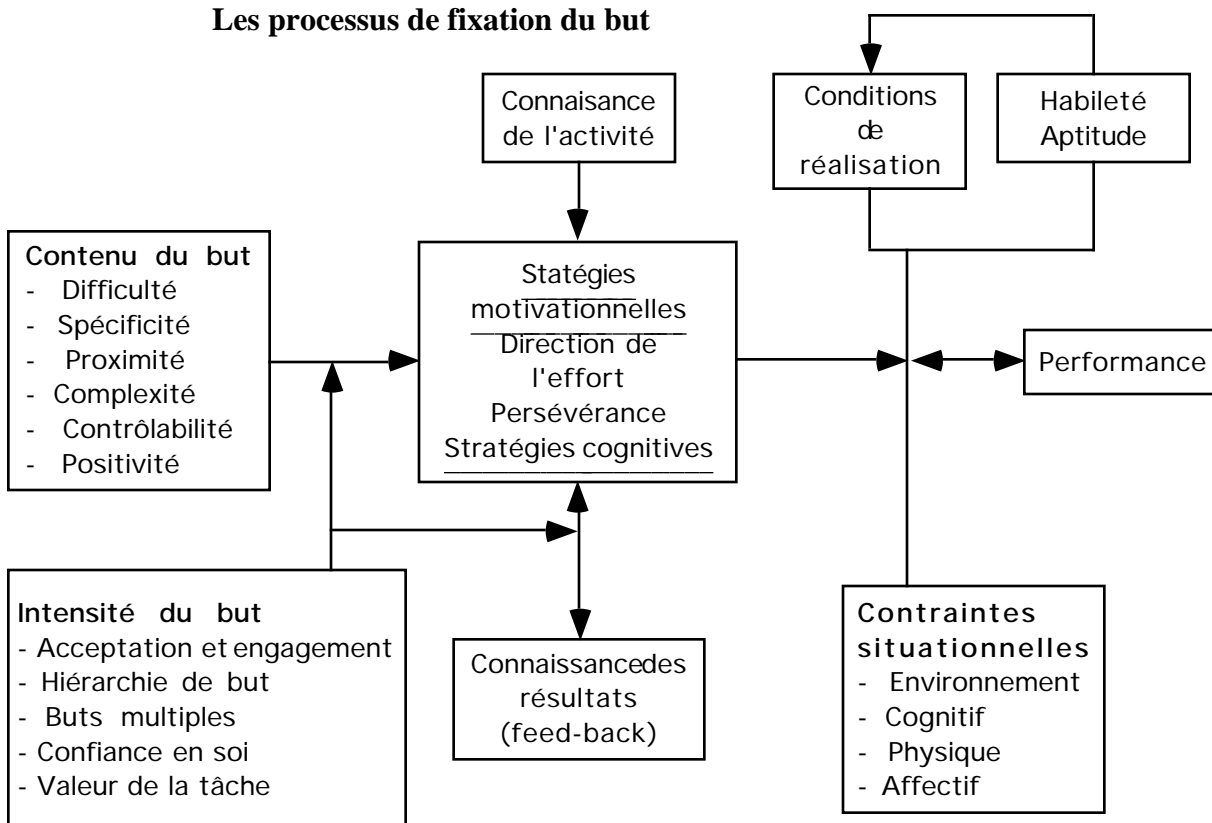 Les processus de fixation du but
Connaisance
de l'activité
Conditions
de
réalisation
Habileté
Aptitude
Contenu du but
- Difficulté
- Spécificité
- Proximité
- Complexité
- Contrôlabilité
- Positivité
Statégies
motivationnelles
Direction de
l'effort
Persévérance
Stratégies cognitives
Performance
Intensité du but
- Acceptation et engagement
- Hiérarchie de but
- Buts multiples
- Confiance en soi
- Valeur de la tâche
Connaissancedes
résultats
(feed-back)
Contraintes
situationnelles
- Environnement
- Cognitif
- Physique
- Affectif